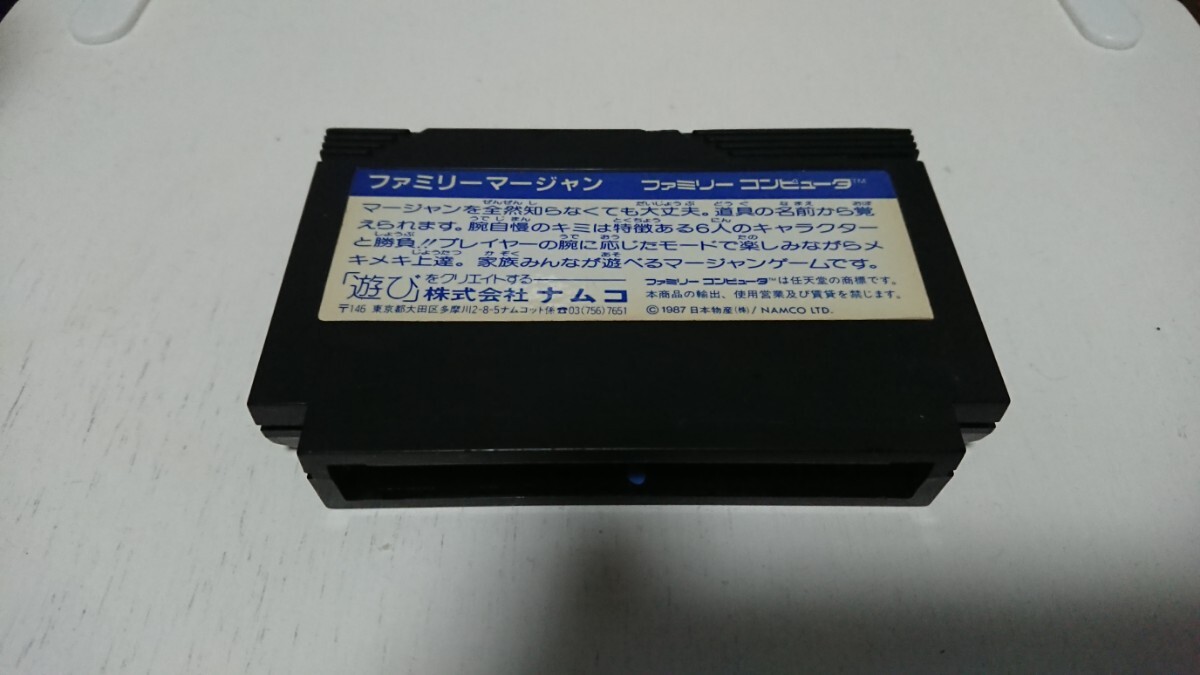 ファミリーマージャン ファミリー コンピュータ™
マージャンを全然知らなくても大丈夫。道具の名前から覚
えられます。腕自慢のキミは特徴ある6人のキャラクター
と勝負!!プレイヤーの腕に応じたモードで楽しみながらメ
キメキ上達。家族みんなが遊べるマージャンゲームです。
「遊び」をクリエイトする
株式会社 ナムコ
〒146 東京都大田区多摩川2-8-5ナムコット係☎03(756)7651
ファミリー コンピュータ™は任天堂の商標です。
本商品の輸出、使用営業及び賃貸を禁じます。
©1987 日本物産(株)/ NAMCO LTD.